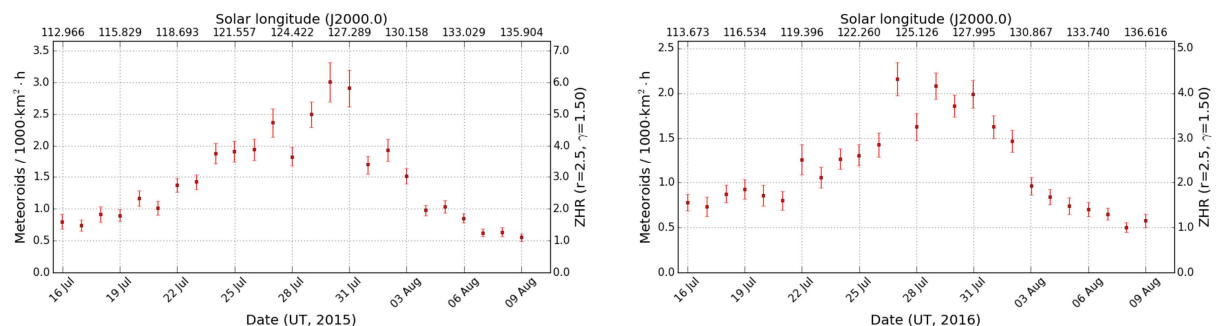 Solar longitude (J2000.0)
112.966 115.829 118.693 121.557 124.422 127.289 130.158 133.029 135.904
3.5 7.0
3.0 6.0
2.5 5.0
2.0 4.0
1.5 3.0
1.0 2.0
0.5 1.0
0.0 0.0
Meteoroids / 1000·km²·h
ZHR (r=2.5, γ=1.50)
16 Jul 19 Jul 22 Jul 25 Jul 28 Jul 31 Jul 03 Aug 06 Aug 09 Aug
Date (UT, 2015)
Solar longitude (J2000.0)
113.673 116.534 119.396 122.260 125.126 127.995 130.867 133.740 136.616
2.5 5.0
2.0 4.0
1.5 3.0
1.0 2.0
0.5 1.0
0.0 0.0
Meteoroids / 1000·km²·h
ZHR (r=2.5, γ=1.50)
16 Jul 19 Jul 22 Jul 25 Jul 28 Jul 31 Jul 03 Aug 06 Aug 09 Aug
Date (UT, 2016)